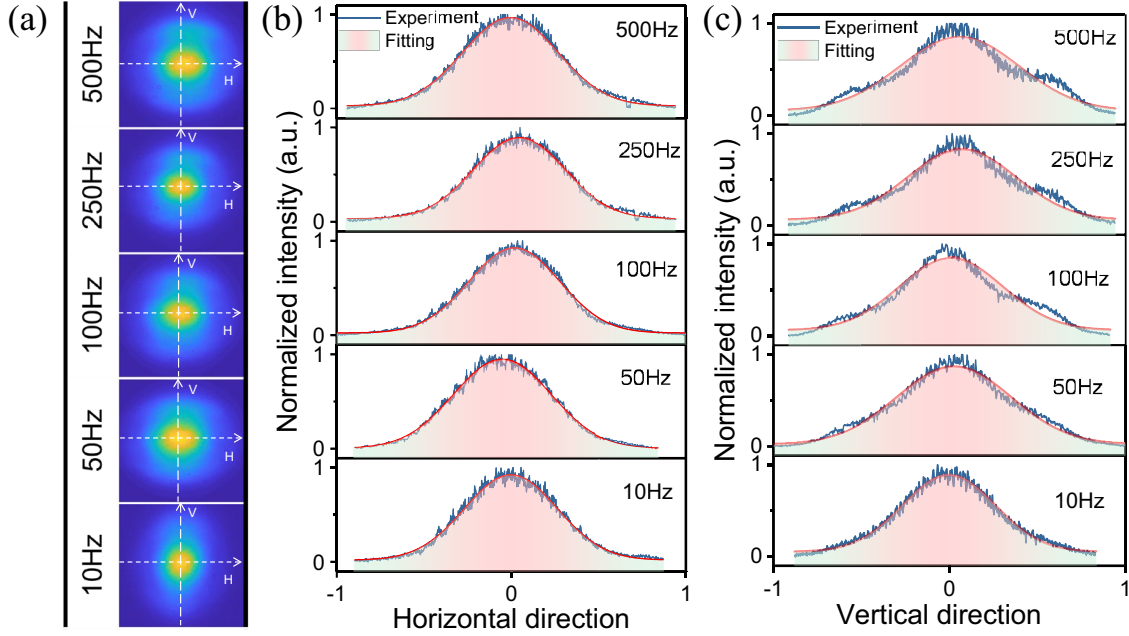 (a)
500Hz
V
H
250Hz
V
H
100Hz
V
H
50Hz
V
H
10Hz
V
H
(b)
Normalized intensity (a.u.)
1
0
Experiment
Fitting
500Hz
1
0
250Hz
1
0
100Hz
1
0
50Hz
1
0
10Hz
-1 0 1
Horizontal direction
(c)
Normalized intensity (a.u.)
1
0
Experiment
Fitting
500Hz
1
0
250Hz
1
0
100Hz
1
0
50Hz
1
0
10Hz
-1 0 1
Vertical direction